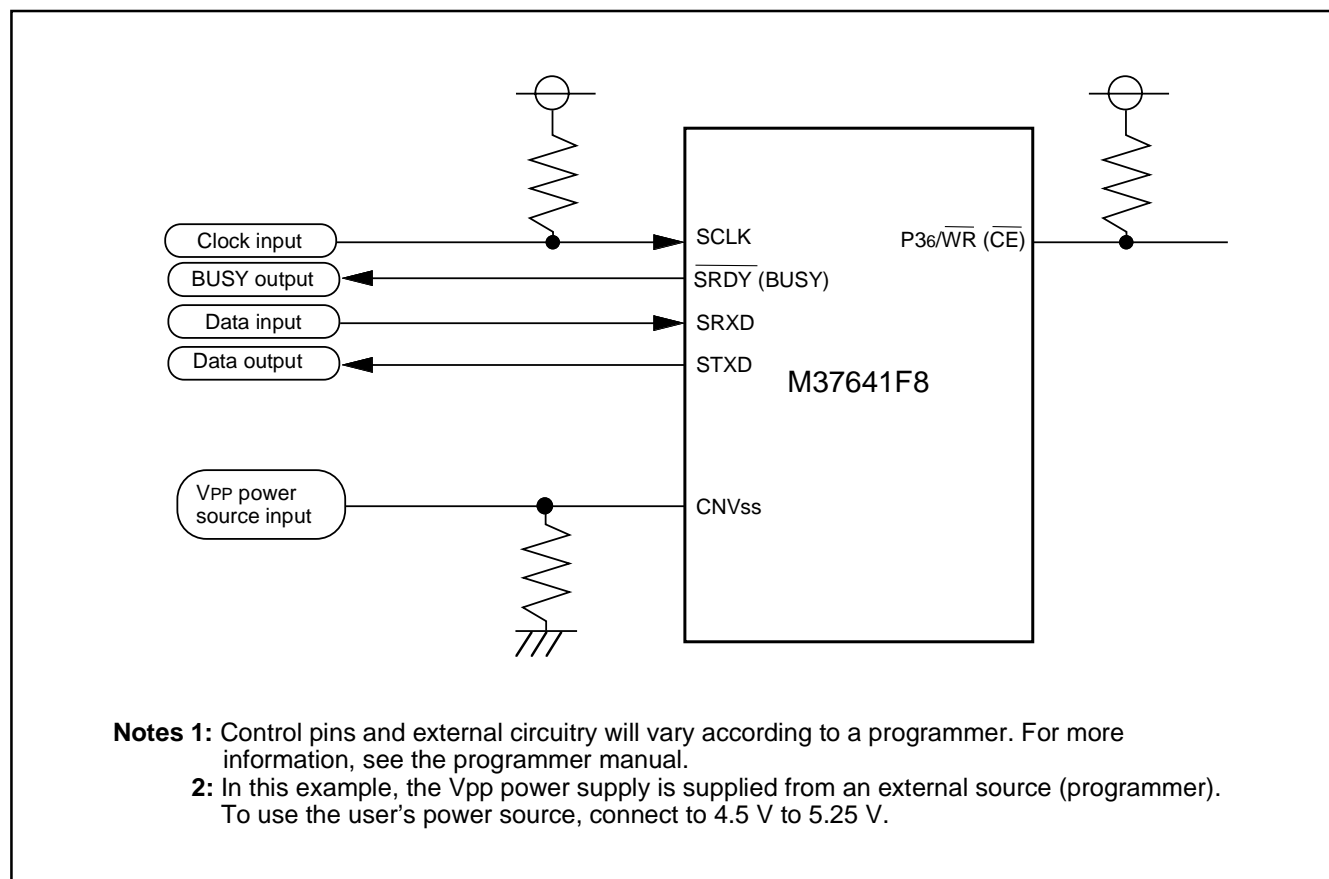 Clock input
SCLK
P36/W̅R̅ (C̅E̅)
BUSY output
S̅R̅D̅Y̅ (BUSY)
Data input
SRXD
Data output
STXD
M37641F8
VPP power
source input
CNVss
Notes 1: Control pins and external circuitry will vary according to a programmer. For more
information, see the programmer manual.
2: In this example, the Vpp power supply is supplied from an external source (programmer).
To use the user's power source, connect to 4.5 V to 5.25 V.